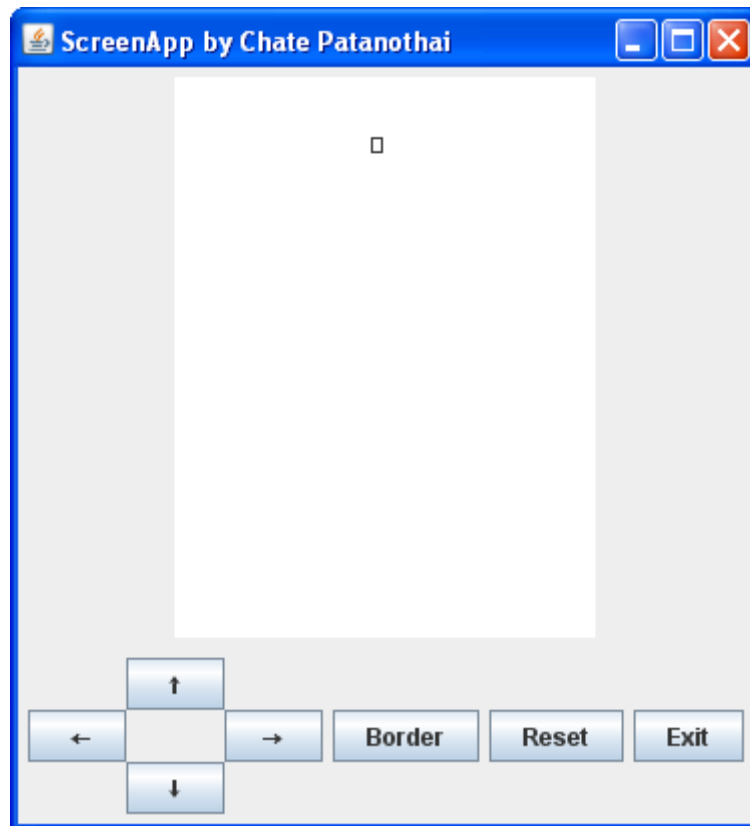 ScreenApp by Chate Patanothai
▯
↑
← → Border Reset Exit
↓